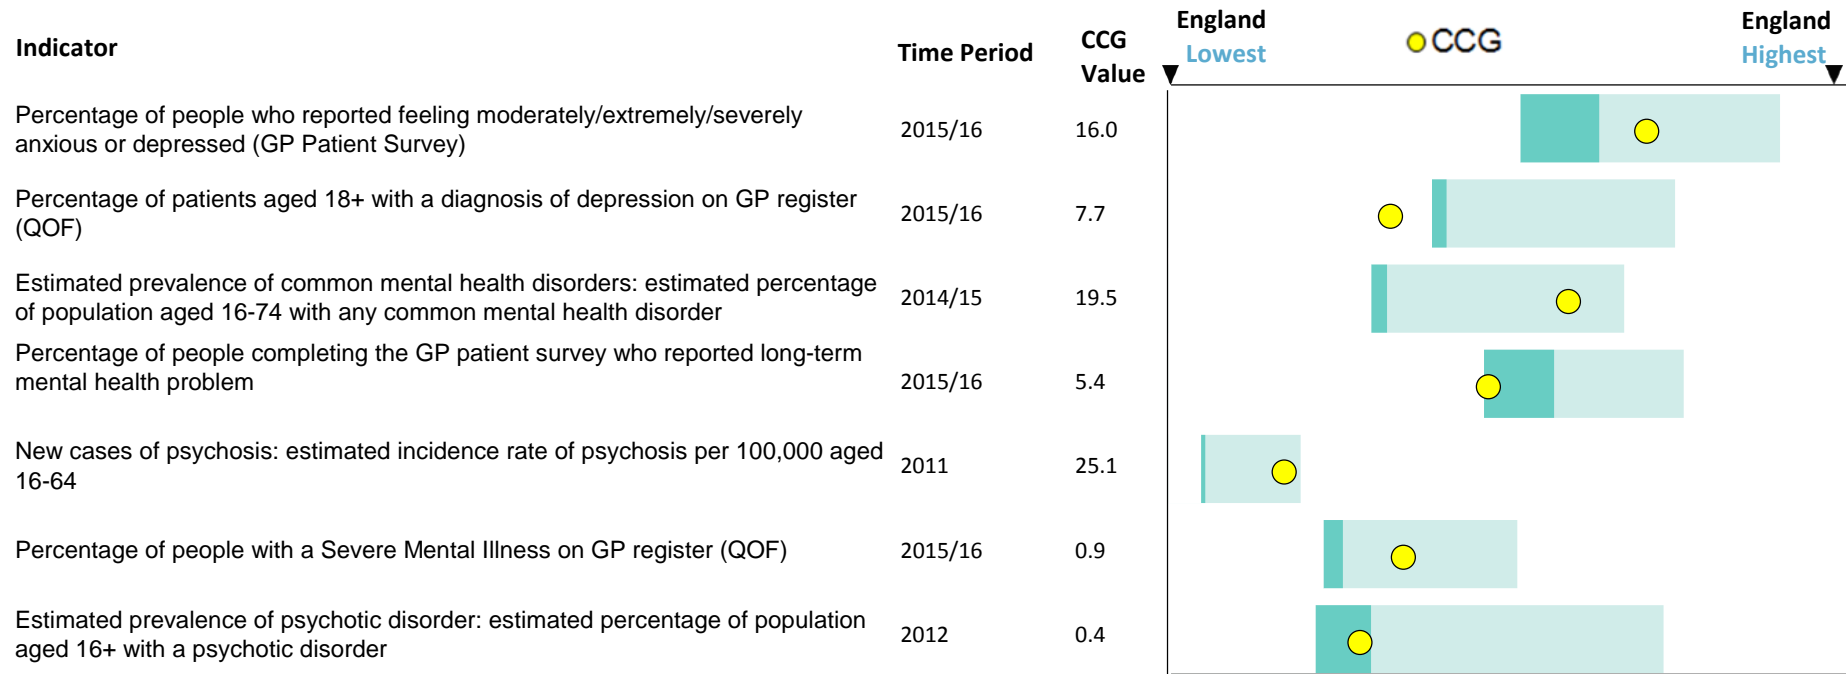 Indicator
Time Period
CCG
Value
England
Lowest
CCG
England
Highest
Percentage of people who reported feeling moderately/extremely/severely
anxious or depressed (GP Patient Survey)
2015/16
16.0
Percentage of patients aged 18+ with a diagnosis of depression on GP register
(QOF)
2015/16
7.7
Estimated prevalence of common mental health disorders: estimated percentage
of population aged 16-74 with any common mental health disorder
2014/15
19.5
Percentage of people completing the GP patient survey who reported long-term
mental health problem
2015/16
5.4
New cases of psychosis: estimated incidence rate of psychosis per 100,000 aged
16-64
2011
25.1
Percentage of people with a Severe Mental Illness on GP register (QOF)
2015/16
0.9
Estimated prevalence of psychotic disorder: estimated percentage of population
aged 16+ with a psychotic disorder
2012
0.4